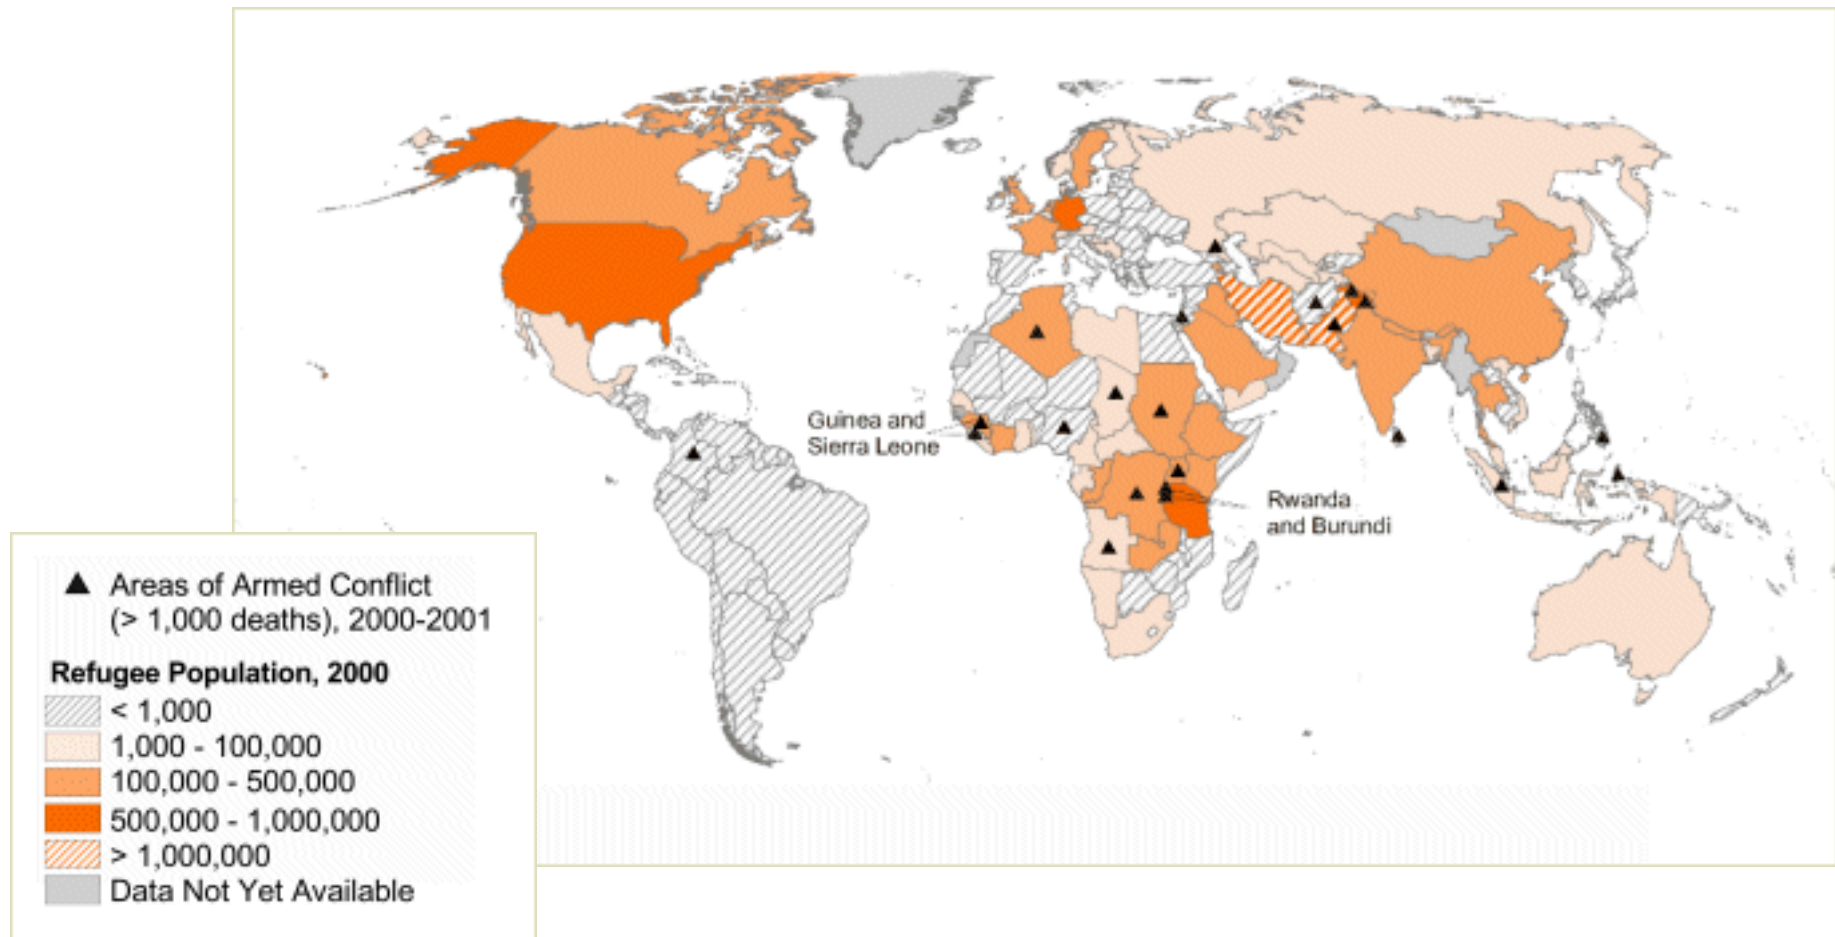 Guinea and
Sierra Leone
Rwanda
and Burundi
Areas of Armed Conflict
(> 1,000 deaths), 2000-2001
Refugee Population, 2000
< 1,000
1,000 - 100,000
100,000 - 500,000
500,000 - 1,000,000
> 1,000,000
Data Not Yet Available